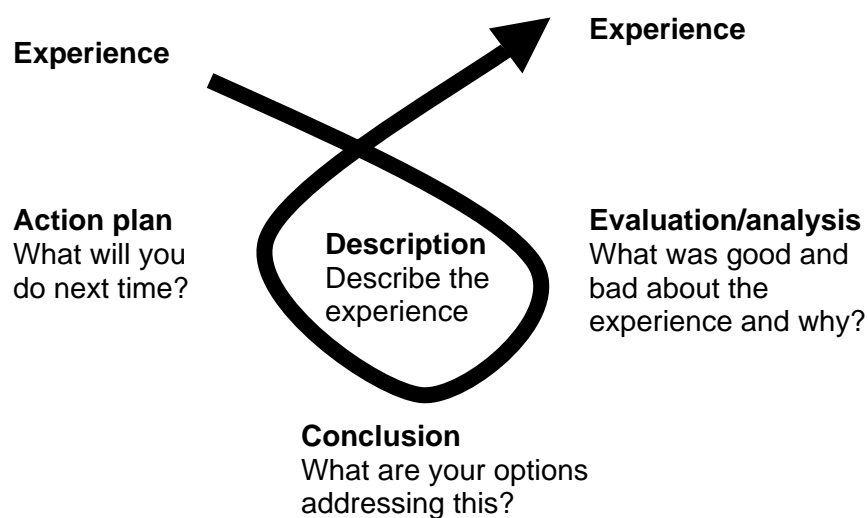 Experience
Experience
Action plan
What will you
do next time?
Description
Describe the
experience
Evaluation/analysis
What was good and
bad about the
experience and why?
Conclusion
What are your options
addressing this?